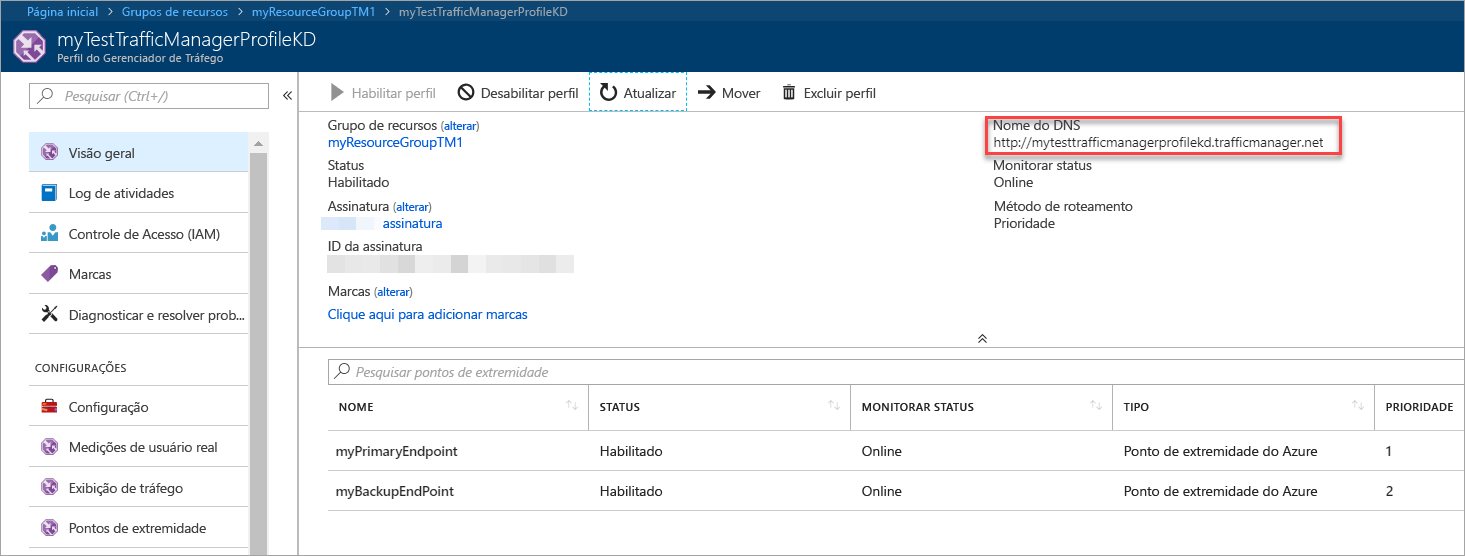 Página inicial > Grupos de recursos > myResourceGroupTM1 > myTestTrafficManagerProfileKD
myTestTrafficManagerProfileKD
Perfil do Gerenciador de Tráfego
Pesquisar (Ctrl+/)
«
Visão geral
Log de atividades
Controle de Acesso (IAM)
Marcas
Diagnosticar e resolver prob...
CONFIGURAÇÕES
Configuração
Medições de usuário real
Exibição de tráfego
Pontos de extremidade
Habilitar perfil Desabilitar perfil Atualizar Mover Excluir perfil
Grupo de recursos (alterar)
myResourceGroupTM1
Status
Habilitado
Assinatura (alterar)
assinatura
ID da assinatura
Marcas (alterar)
Clique aqui para adicionar marcas
Nome do DNS
http://mytesttrafficmanagerprofilekd.trafficmanager.net
Monitorar status
Online
Método de roteamento
Prioridade
Pesquisar pontos de extremidade
NOME STATUS MONITORAR STATUS TIPO PRIORIDADE
myPrimaryEndpoint Habilitado Online Ponto de extremidade do Azure 1
myBackupEndPoint Habilitado Online Ponto de extremidade do Azure 2